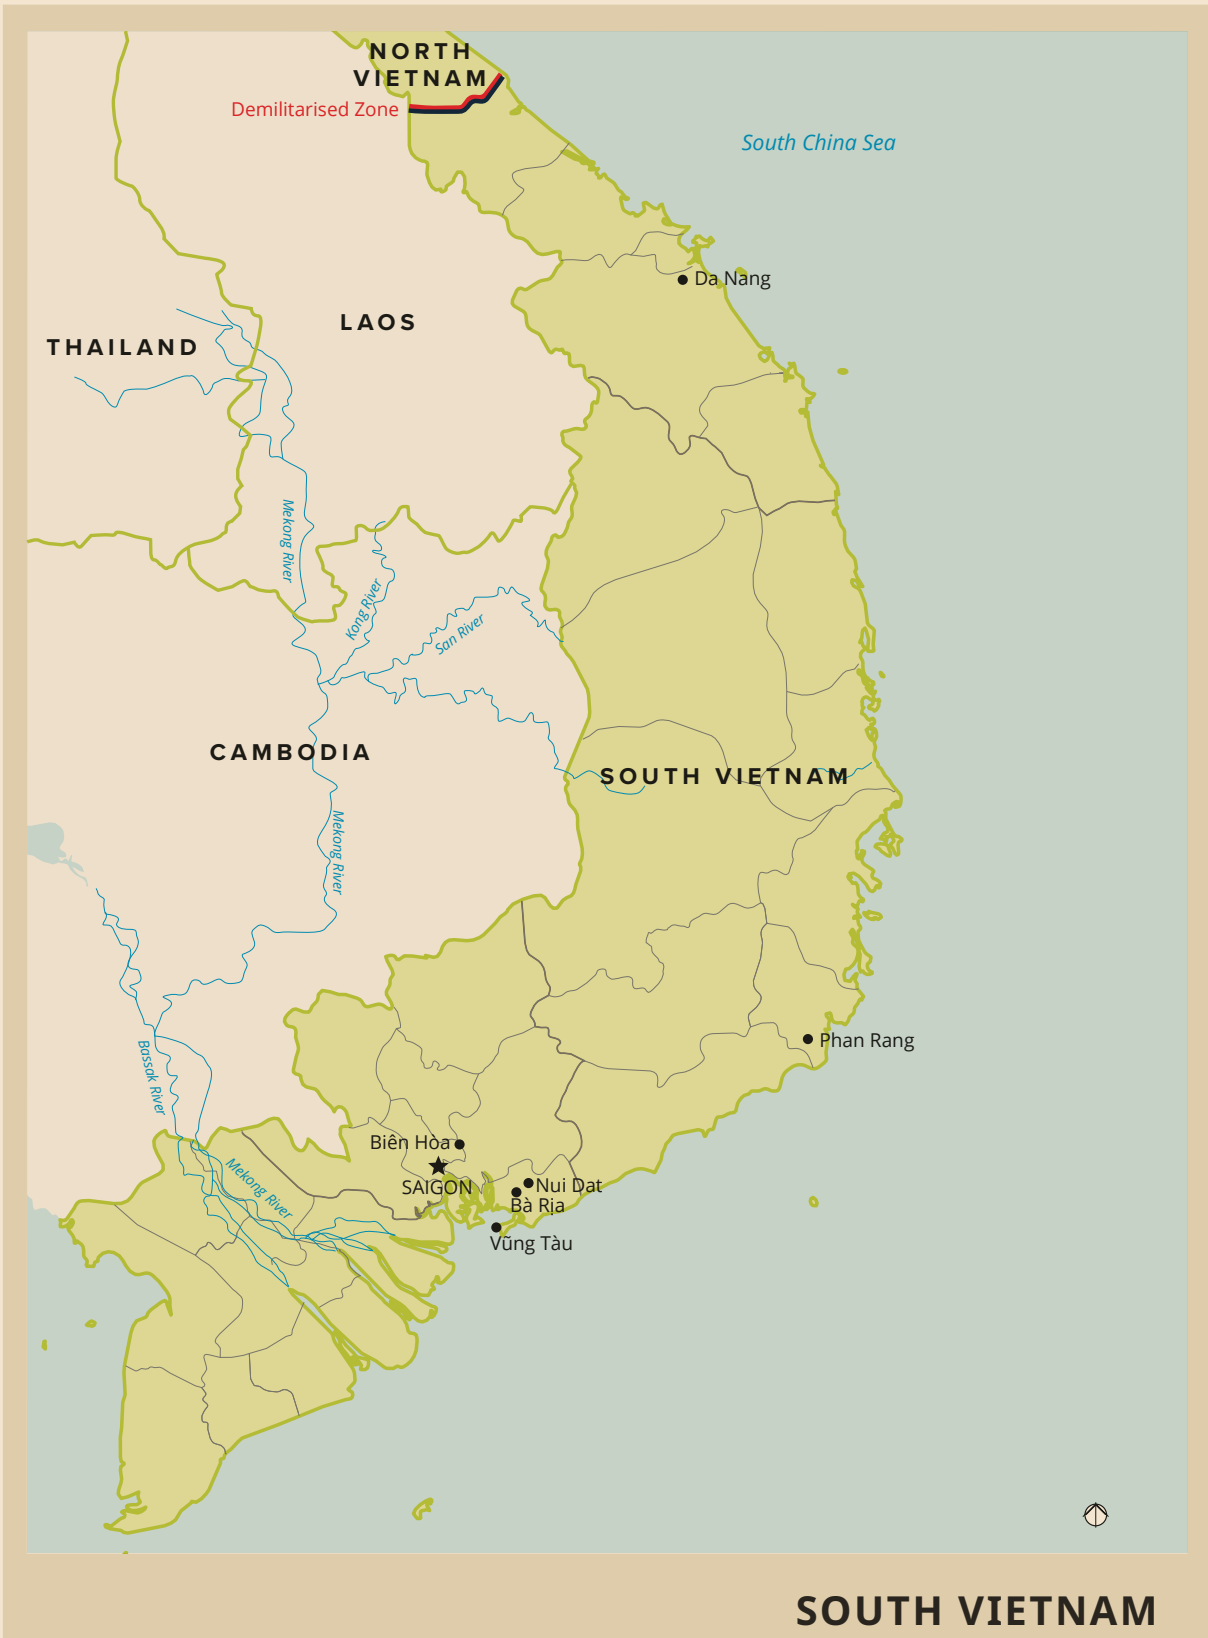 NORTH
VIETNAM
Demilitarised Zone
South China Sea
Da Nang
LAOS
THAILAND
Mekong River
Kong River
San River
CAMBODIA
SOUTH VIETNAM
Mekong River
Phan Rang
Bassak River
Biên Hòa
Mekong River
SAIGON
Nui Dat
Bà Rịa
Vũng Tàu
SOUTH VIETNAM